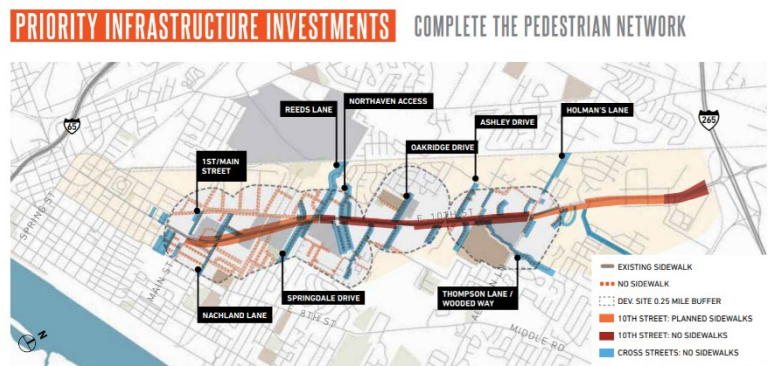 PRIORITY INFRASTRUCTURE INVESTMENTS COMPLETE THE PEDESTRIAN NETWORK
65
REEDS LANE
NORTHAVEN ACCESS
ASHLEY DRIVE
HOLMAN'S LANE
265
OAKRIDGE DRIVE
1ST/MAIN
STREET
SPRING ST
E 10TH ST
MAIN ST
NACHLAND LANE
SPRINGDALE DRIVE
E 8TH ST
THOMPSON LANE /
WOODED WAY
MIDDLE RD
N
EXISTING SIDEWALK
NO SIDEWALK
DEV. SITE 0.25 MILE BUFFER
10TH STREET: PLANNED SIDEWALKS
10TH STREET: NO SIDEWALKS
CROSS STREETS: NO SIDEWALKS